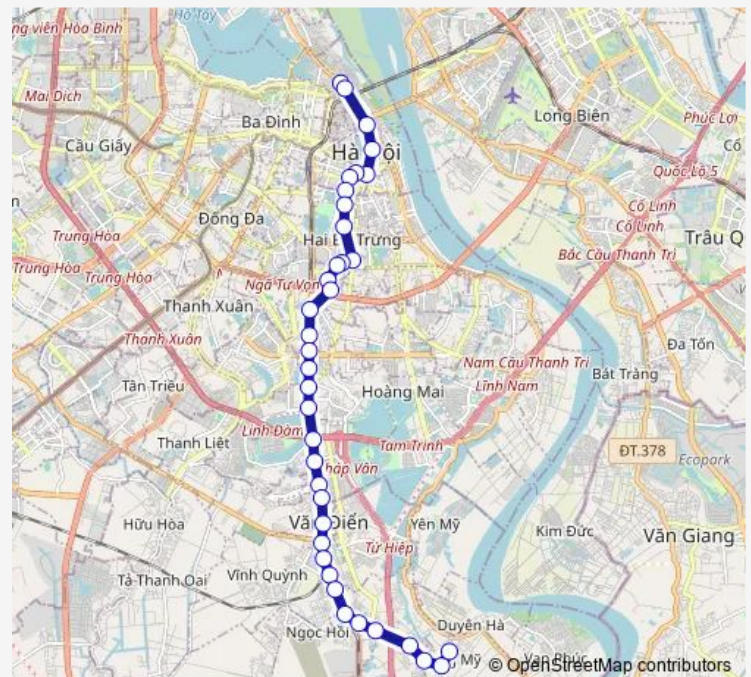 Hồ Tây
ng viên Hòa Bình
Mai Dịch
Ba Đình
Long Biên
Phúc Lợi
Cầu Giấy
Hà Nội
Cổ
Quốc Lộ 5
Đống Đa
Cổ Linh
Trung Hòa
Cổ Linh
Trâu Q
Hai Bà Trưng
Trung Hòa
Trung Hòa
Bắc Cầu Thanh Trì
Ngã Tư Vọng
Thanh Xuân
Thanh Xuân
Đa Tốn
Nam Cầu Thanh Trì
Bát Tràng
Tân Triều
Hoàng Mai
Lĩnh Nam
Linh Đàm
Thanh Liệt
Tam Trinh
ĐT.378
Pháp Vân
Ecopark
Hữu Hòa
Văn Điển
Yên Mỹ
Kim Đức
Văn Giang
Tứ Hiệp
Tả Thanh Oai
Vĩnh Quỳnh
Duyên Hà
Ngọc Hồi
Mỹ
Vạn Phúc
© OpenStreetMap contributors